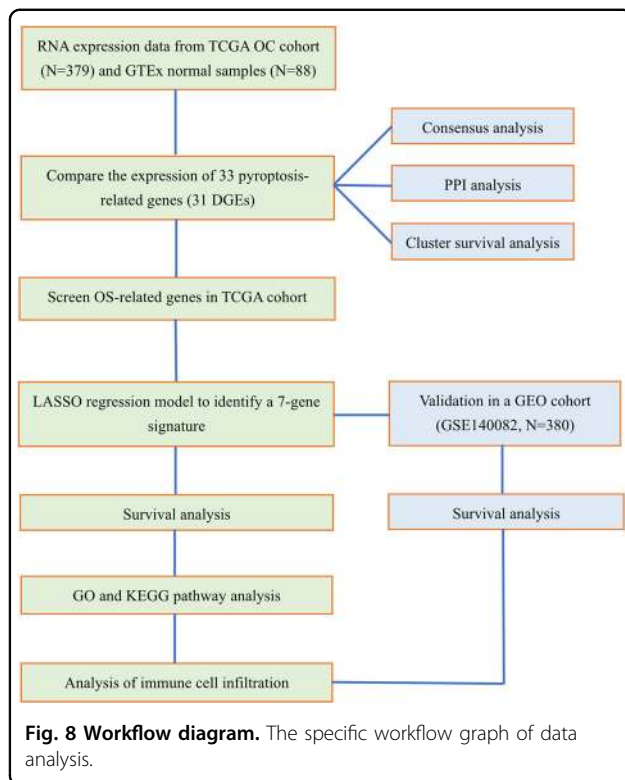 RNA expression data from TCGA OC cohort
(N=379) and GTEx normal samples (N=88)
Consensus analysis
Compare the expression of 33 pyroptosis-
related genes (31 DGEs)
PPI analysis
Cluster survival analysis
Screen OS-related genes in TCGA cohort
LASSO regression model to identify a 7-gene
signature
Validation in a GEO cohort
(GSE140082, N=380)
Survival analysis
Survival analysis
GO and KEGG pathway analysis
Analysis of immune cell infiltration
Fig. 8 Workflow diagram. The specific workflow graph of data
analysis.